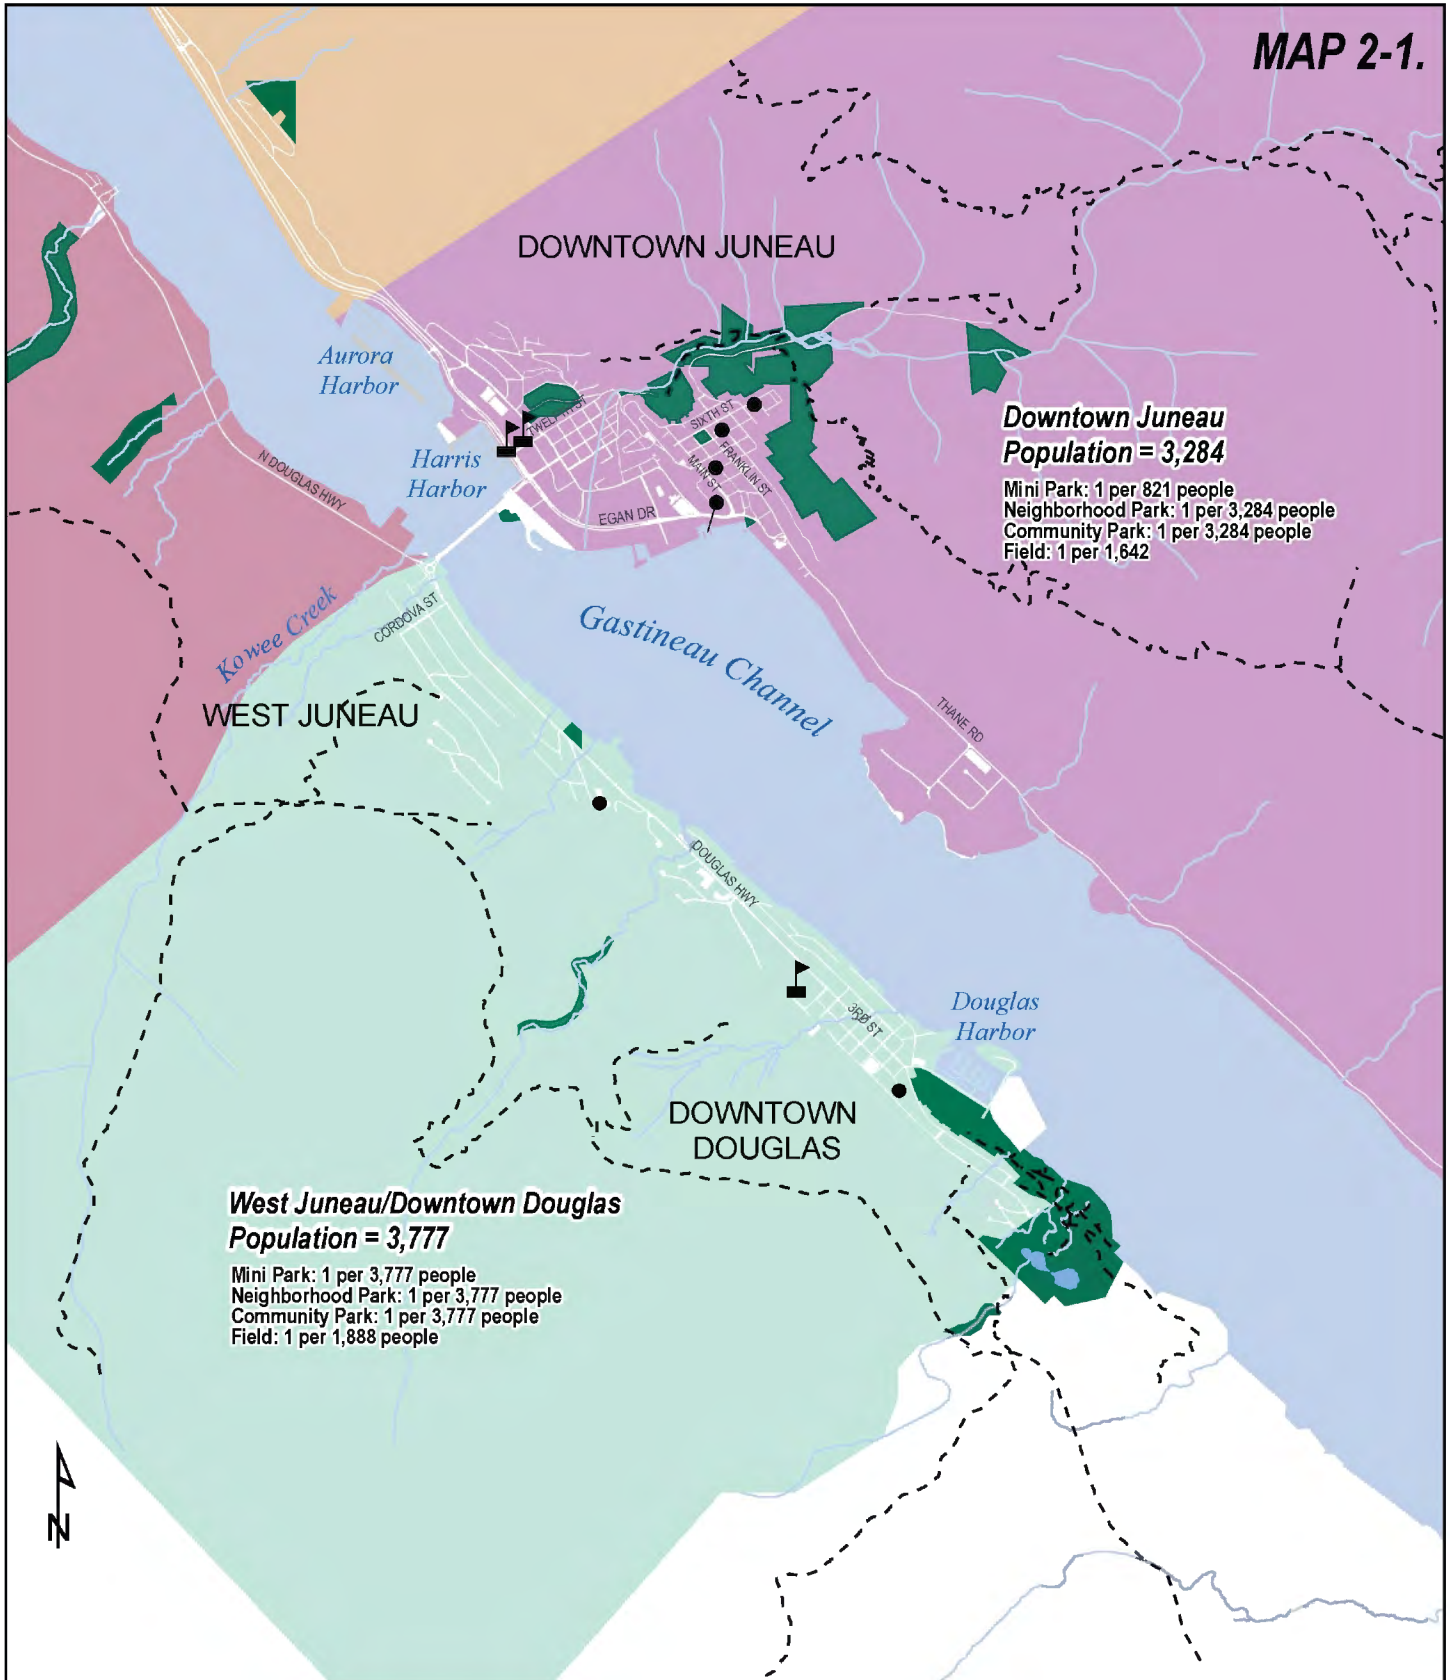 MAP 2-1.
DOWNTOWN JUNEAU
Aurora
Harbor
TWELFTH ST
SIXTH ST
FRANKLIN ST
MAIN ST
Harris
Harbor
N DOUGLAS HWY
EGAN DR
Downtown Juneau
Population = 3,284
Mini Park: 1 per 821 people
Neighborhood Park: 1 per 3,284 people
Community Park: 1 per 3,284 people
Field: 1 per 1,642
Kowee Creek
CORDOVA ST
Gastineau Channel
WEST JUNEAU
THANE RD
DOUGLAS HWY
3RD ST
Douglas
Harbor
DOWNTOWN
DOUGLAS
West Juneau/Downtown Douglas
Population = 3,777
Mini Park: 1 per 3,777 people
Neighborhood Park: 1 per 3,777 people
Community Park: 1 per 3,777 people
Field: 1 per 1,888 people
N